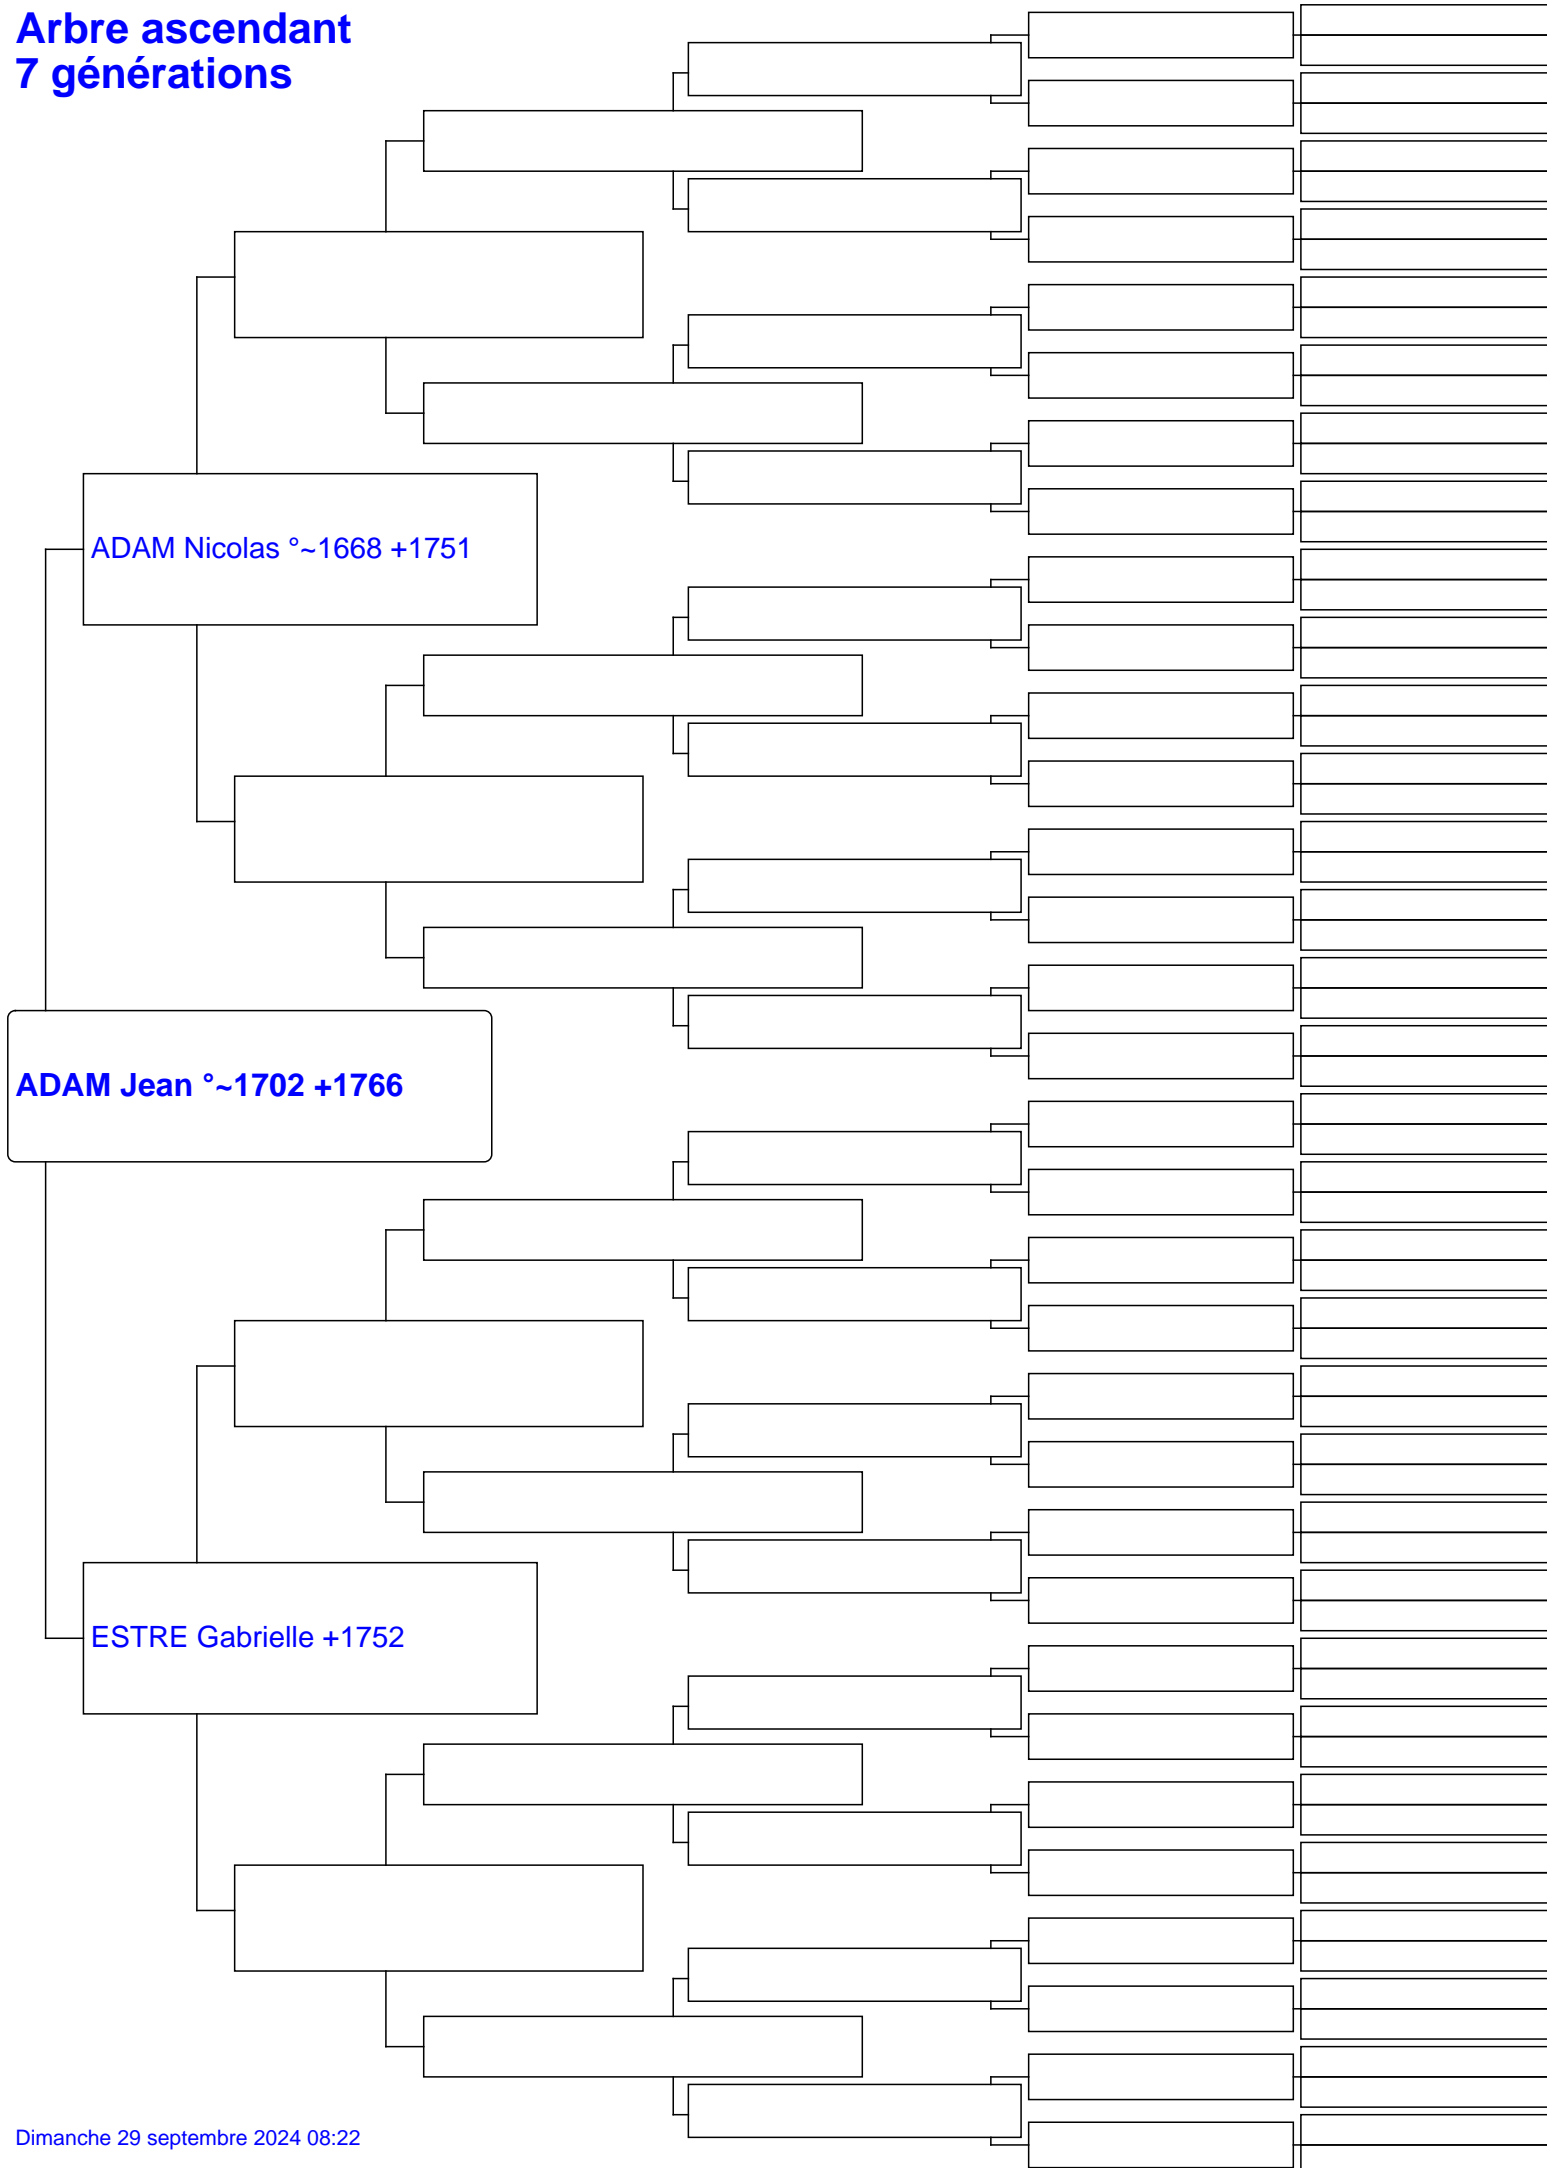 Arbre ascendant
7 générations
ADAM Nicolas °~1668 +1751
ADAM Jean °~1702 +1766
ESTRE Gabrielle +1752
Dimanche 29 septembre 2024 08:22